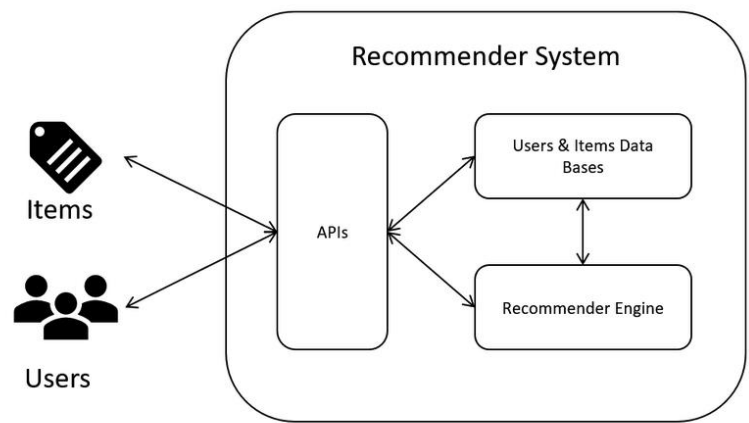 Recommender System
Items
Users
APIs
Users & Items Data
Bases
Recommender Engine